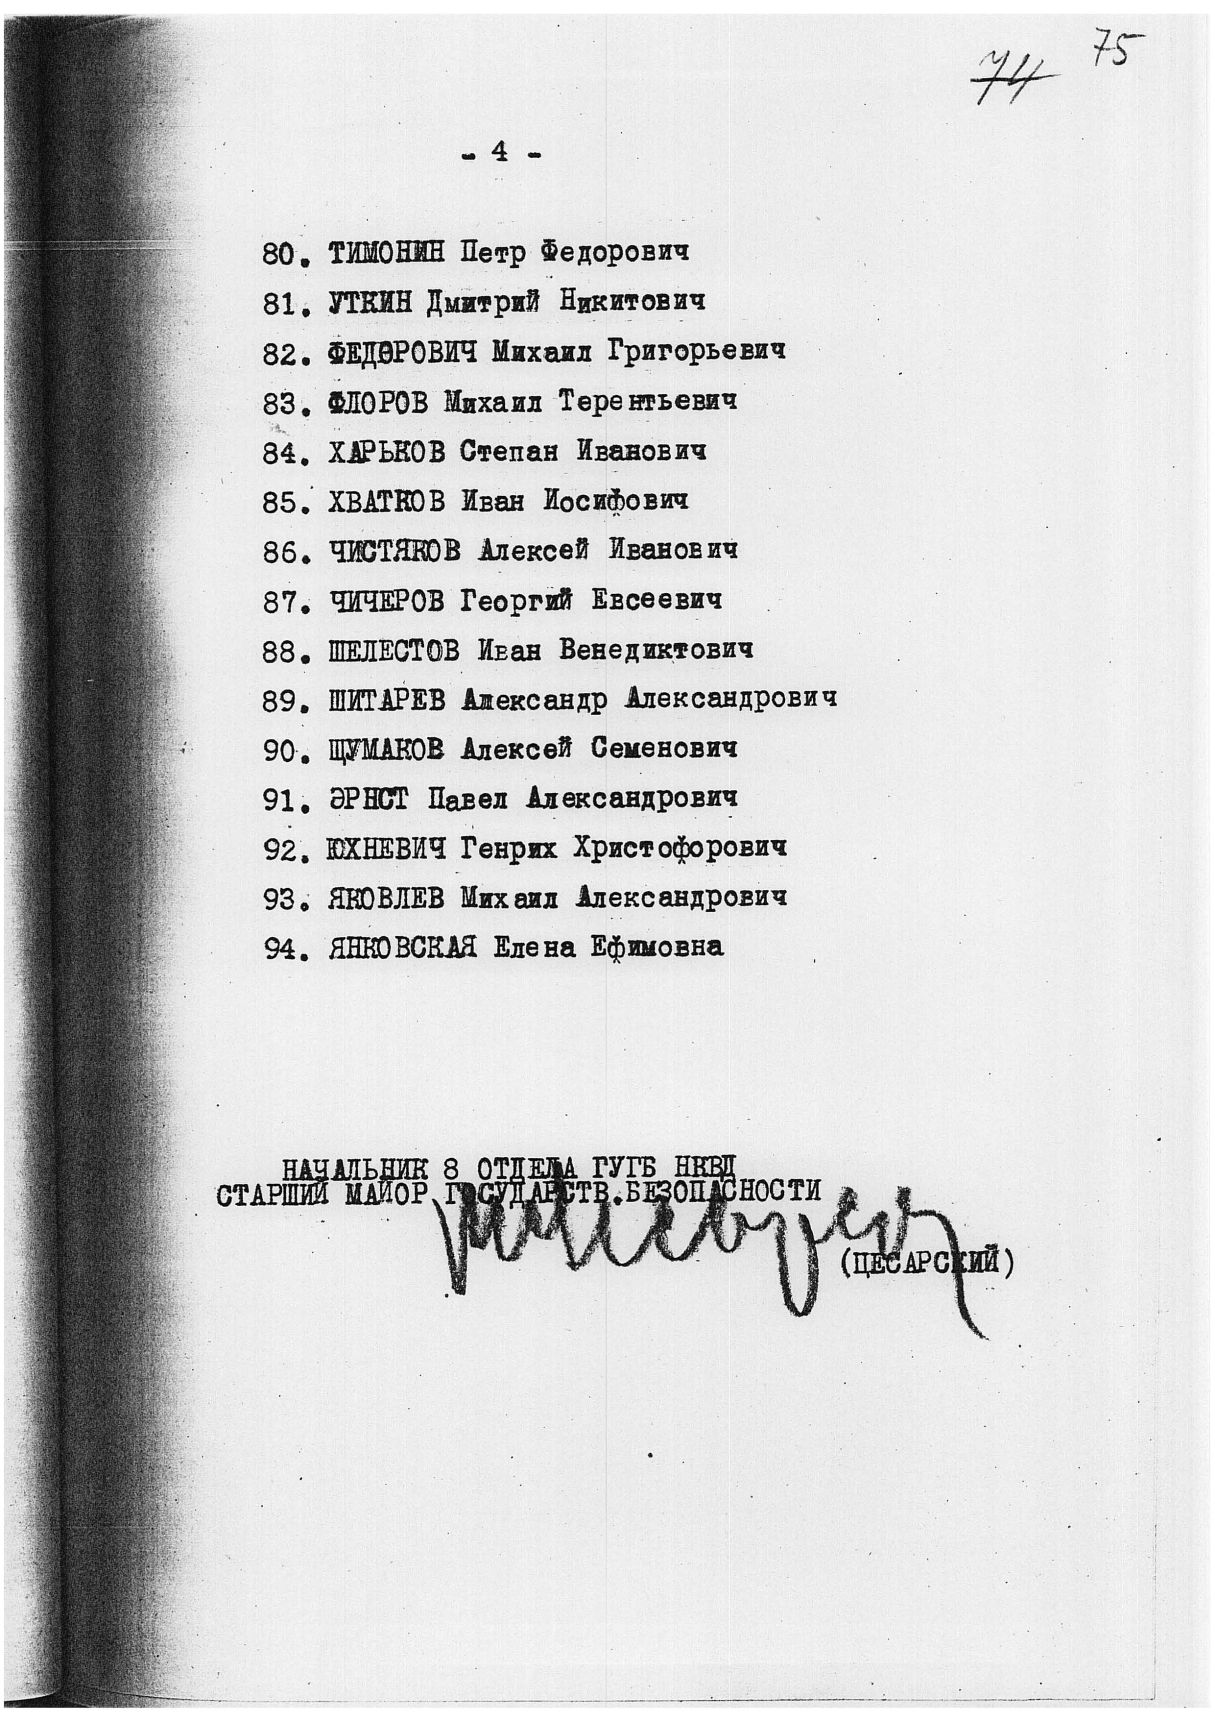 75
74
- 4 -
80. ТИМОНИН Петр Федорович
81. УТКИН Дмитрий Никитович
82. ФЕДОРОВИЧ Михаил Григорьевич
83. ФЛОРОВ Михаил Терентьевич
84. ХАРЬКОВ Степан Иванович
85. ХВАТКОВ Иван Иосифович
86. ЧИСТЯКОВ Алексей Иванович
87. ЧИЧЕРОВ Георгий Евсеевич
88. ШЕЛЕСТОВ Иван Венедиктович
89. ШИТАРЕВ Александр Александрович
90. ЩУМАКОВ Алексей Семенович
91. ЭРНСТ Павел Александрович
92. ЮХНЕВИЧ Генрих Христофорович
93. ЯКОВЛЕВ Михаил Александрович
94. ЯНКОВСКАЯ Елена Ефимовна
НАЧАЛЬНИК 8 ОТДЕЛА ГУГБ НКВД
СТАРШИЙ МАЙОР ГОСУДАРСТВ.БЕЗОПАСНОСТИ
(ЦЕСАРСКИЙ)